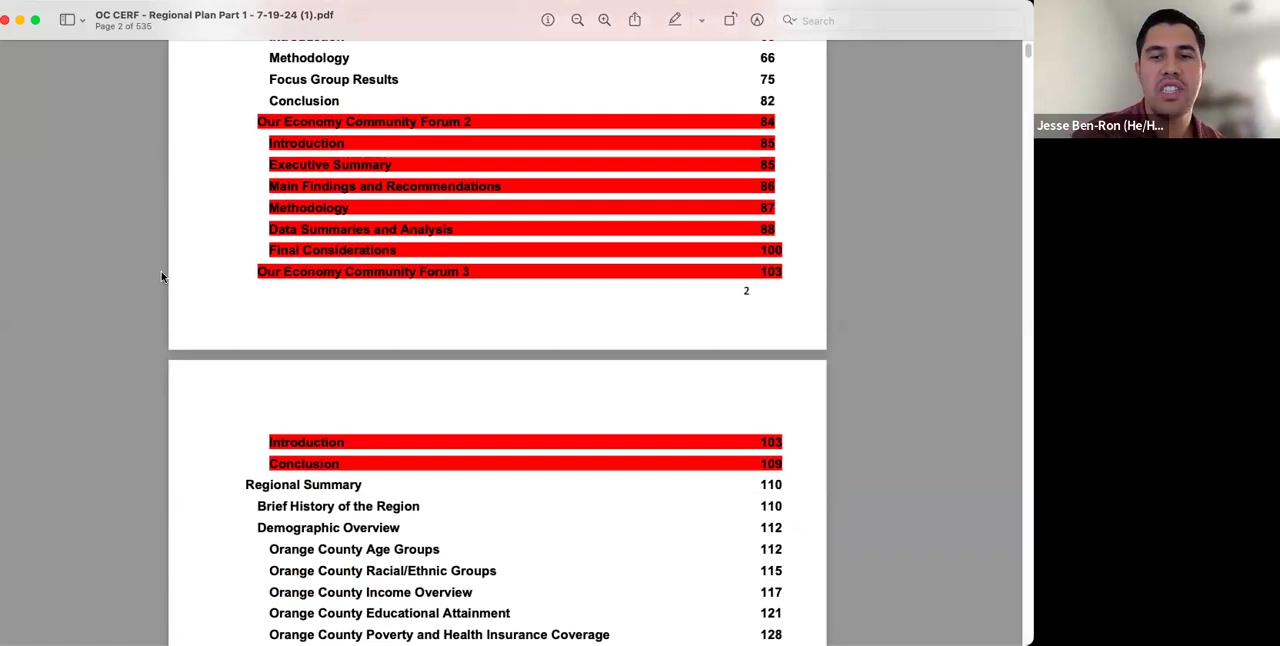 OC CERF - Regional Plan Part 1 - 7-19-24 (1).pdf
Page 2 of 535
Search
Jesse Ben-Ron (He/H...
Introduction
Methodology 66
Focus Group Results 75
Conclusion 82
Our Economy Community Forum 2 84
Introduction 85
Executive Summary 85
Main Findings and Recommendations 86
Methodology 87
Data Summaries and Analysis 88
Final Considerations 100
Our Economy Community Forum 3 103
2
Introduction 103
Conclusion 109
Regional Summary 110
Brief History of the Region 110
Demographic Overview 112
Orange County Age Groups 112
Orange County Racial/Ethnic Groups 115
Orange County Income Overview 117
Orange County Educational Attainment 121
Orange County Poverty and Health Insurance Coverage 128